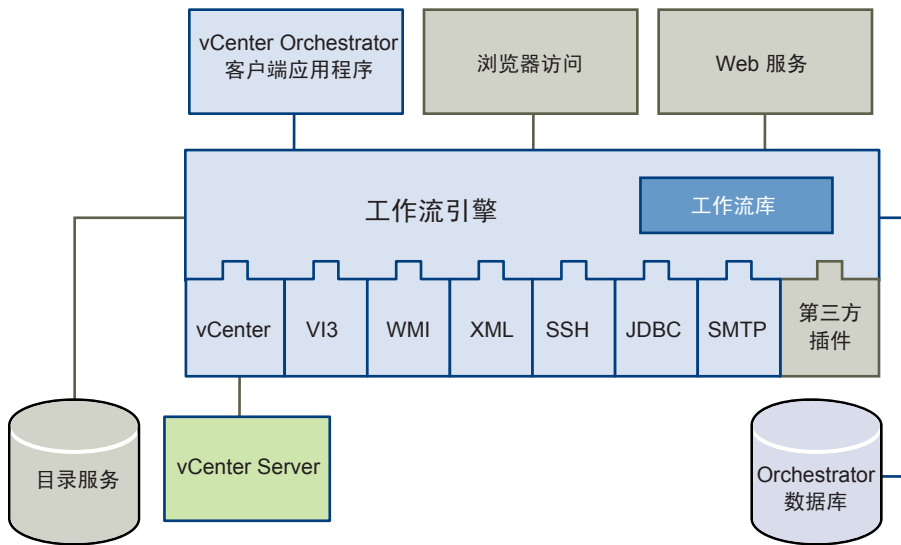 vCenter Orchestrator
客户端应用程序
浏览器访问
Web 服务
工作流引擎
工作流库
vCenter
VI3
WMI
XML
SSH
JDBC
SMTP
第三方
插件
目录服务
vCenter Server
Orchestrator
数据库